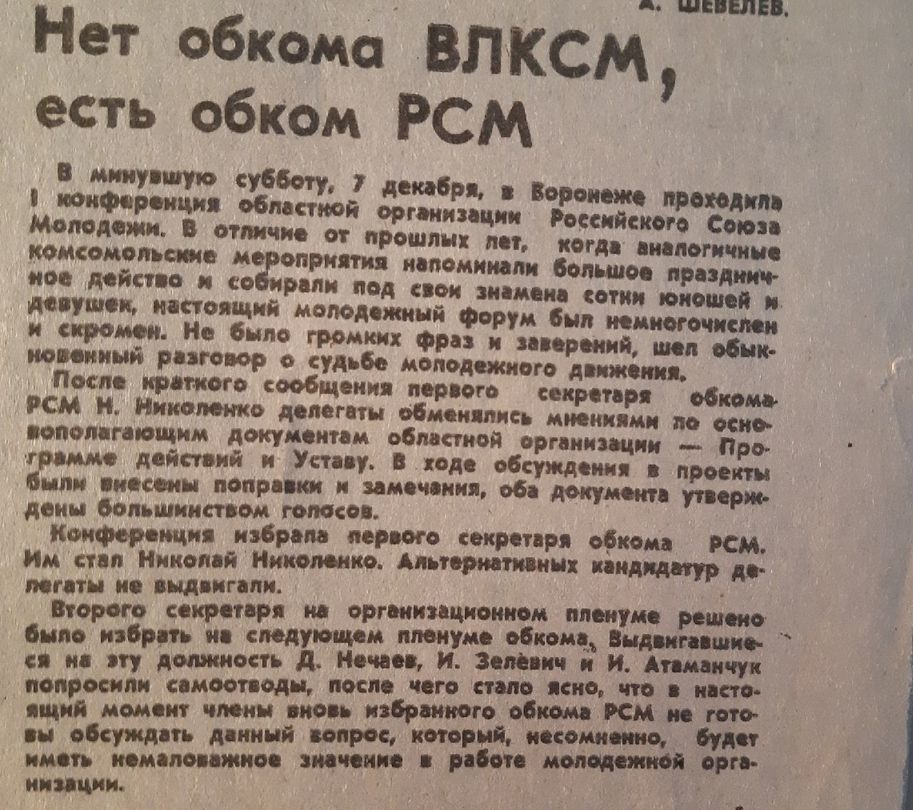 А. ШЕВЕЛЕВ.
Нет обкома ВЛКСМ,
есть обком РСМ
В минувшую субботу, 7 декабря, в Воронеже проходила
I конференция областной организации Российского Союза
Молодежи. В отличие от прошлых лет, когда аналогичные
комсомольские мероприятия напоминали большое празднич-
ное действо и собирали под свои знамена сотни юношей и
девушек, настоящий молодежный форум был немногочислен
и скромен. Не было громких фраз и заверений, шел обык-
новенный разговор о судьбе молодежного движения.
После краткого сообщения первого секретаря обкома
РСМ Н. Николенко делегаты обменялись мнениями по осно-
вополагающим документам областной организации — Про-
грамме действий и Уставу. В ходе обсуждения в проекты
были внесены поправки и замечания, оба документа утверж-
дены большинством голосов.
Конференция избрала первого секретаря обкома РСМ.
Им стал Николай Николенко. Альтернативных кандидатур де-
легаты не выдвигали.
Второго секретаря на организационном пленуме решено
было избрать на следующем пленуме обкома. Выдвигавшие-
ся на эту должность Д. Нечаев, И. Зелёвич и И. Атаманчук
попросили самоотводы, после чего стало ясно, что в насто-
ящий момент члены вновь избранного обкома РСМ не гото-
вы обсуждать данный вопрос, который, несомненно, будет
иметь немаловажное значение в работе молодежной орга-
низации.